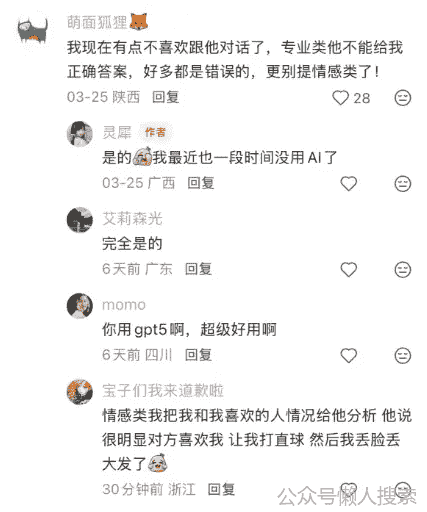 萌面狐狸
我现在有点不喜欢跟他对话了，专业类他不能给我
正确答案，好多都是错误的，更别提情感类了！
03-25 陕西 回复 28
灵犀 作者
是的 我最近也一段时间没用AI了
03-25 广西 回复
艾莉森光
完全是的
6天前 广东 回复
momo
你用gpt5啊，超级好用啊
6天前 四川 回复
宝子们我来道歉啦
情感类我把我和我喜欢的人情况给他分析 他说
很明显对方喜欢我 让我打直球 然后我丢脸丢
大发了
30分钟前 浙江 回复
公众号懒人搜索